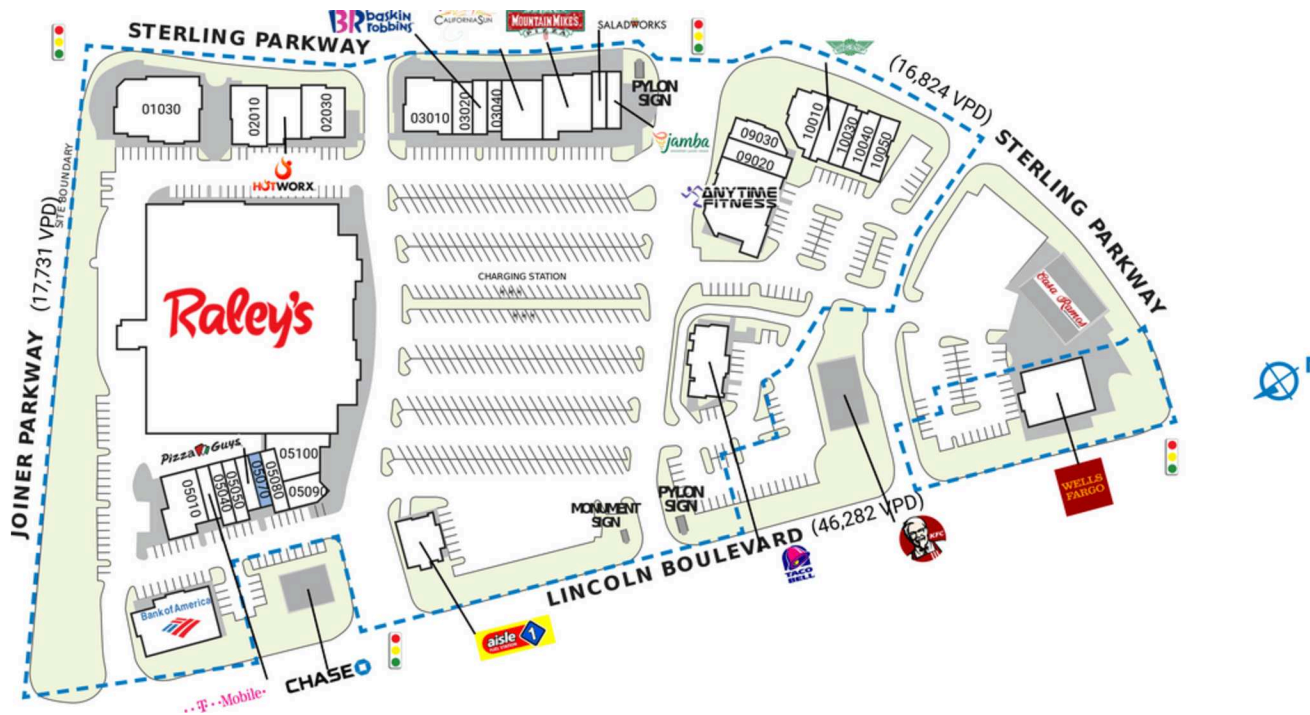 BR baskin
robbins
CALIFORNIA SUN
MOUNTAIN MIKE'S
PIZZA
SALADWORKS
STERLING PARKWAY
PYLON
SIGN
jamba
(16,824 VPD)
STERLING PARKWAY
01030
02010
02030
03010
03020
03040
09030
09020
10010
10030
10040
10050
HOTWORX
ANYTIME
FITNESS
SITE BOUNDARY
JOINER PARKWAY (17,731 VPD)
Raley's
CHARGING STATION
Casa Ramos
Pizza Guys
05010
05040
05050
05070
05080
05100
05090
MONUMENT
SIGN
PYLON
SIGN
LINCOLN BOULEVARD (46,282 VPD)
WELLS
FARGO
KFC
TACO
BELL
Bank of America
aisle 1
CHASE
T-Mobile